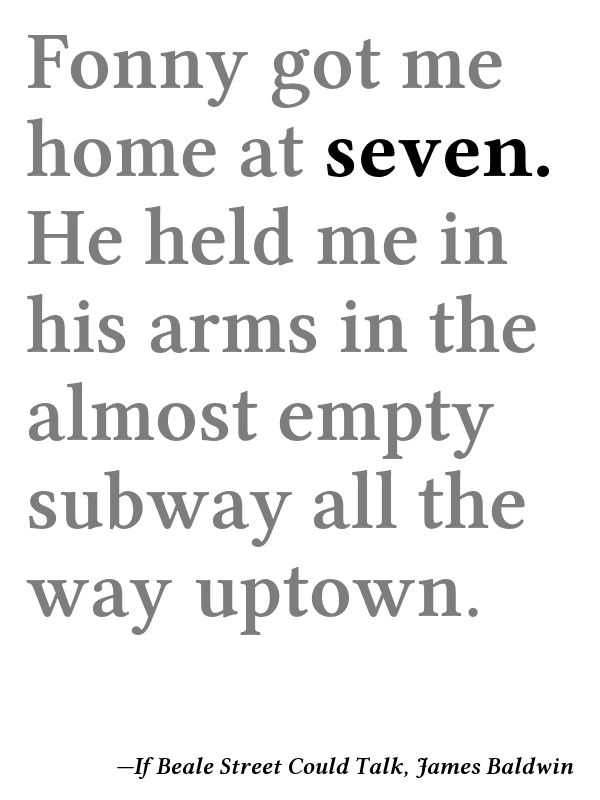 Fonny got me
home at seven.
He held me in
his arms in the
almost empty
subway all the
way uptown.
—If Beale Street Could Talk, James Baldwin